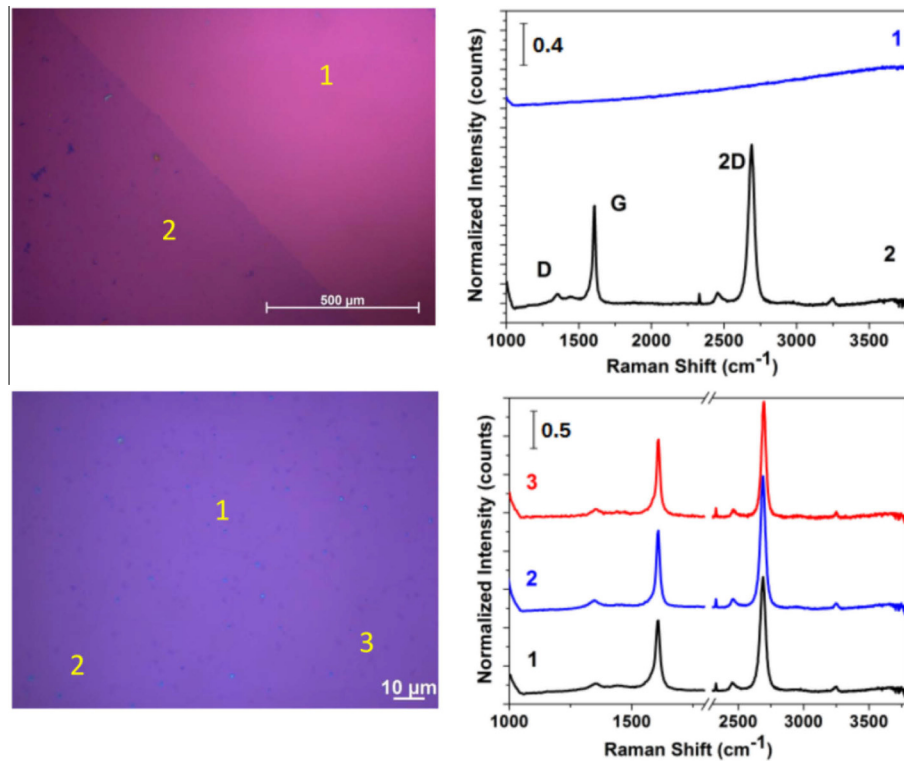 1
2
500 µm
0.4
1
2D
G
D
2
Normalized Intensity (counts)
1000 1500 2000 2500 3000 3500
Raman Shift (cm-1)
1
2
3
10 µm
0.5
3
2
1
Normalized Intensity (counts)
1000 1500 2500 3000 3500
Raman Shift (cm-1)